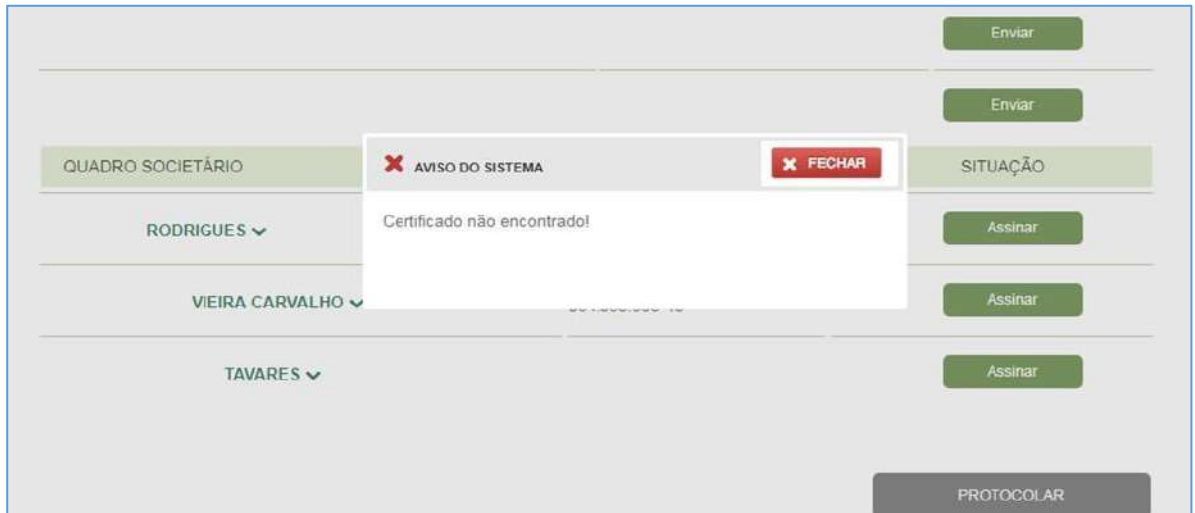 Enviar
Enviar
QUADRO SOCIETÁRIO
AVISO DO SISTEMA
FECHAR
SITUAÇÃO
Certificado não encontrado!
RODRIGUES
Assinar
VIEIRA CARVALHO
Assinar
TAVARES
Assinar
PROTOCOLAR